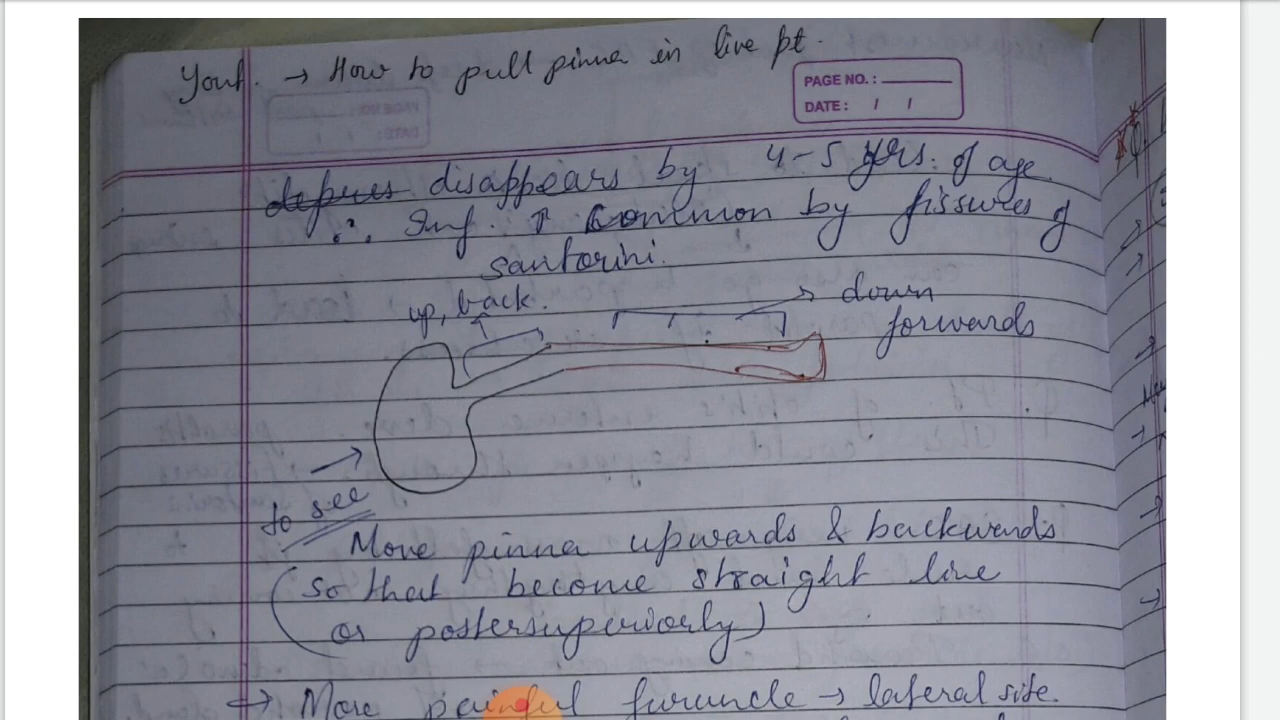 Yout. → How to pull pinna in live pt.
PAGE NO.:
DATE: / /
disappears by 4-5 yrs. of age
∴ Inf. ↑ common by fissures of
santorini.
up, back.
down
forwards
to see
Move pinna upwards & backwards
(so that become straight line
or postersuperiorly)
→ More painful furuncle → lateral site.